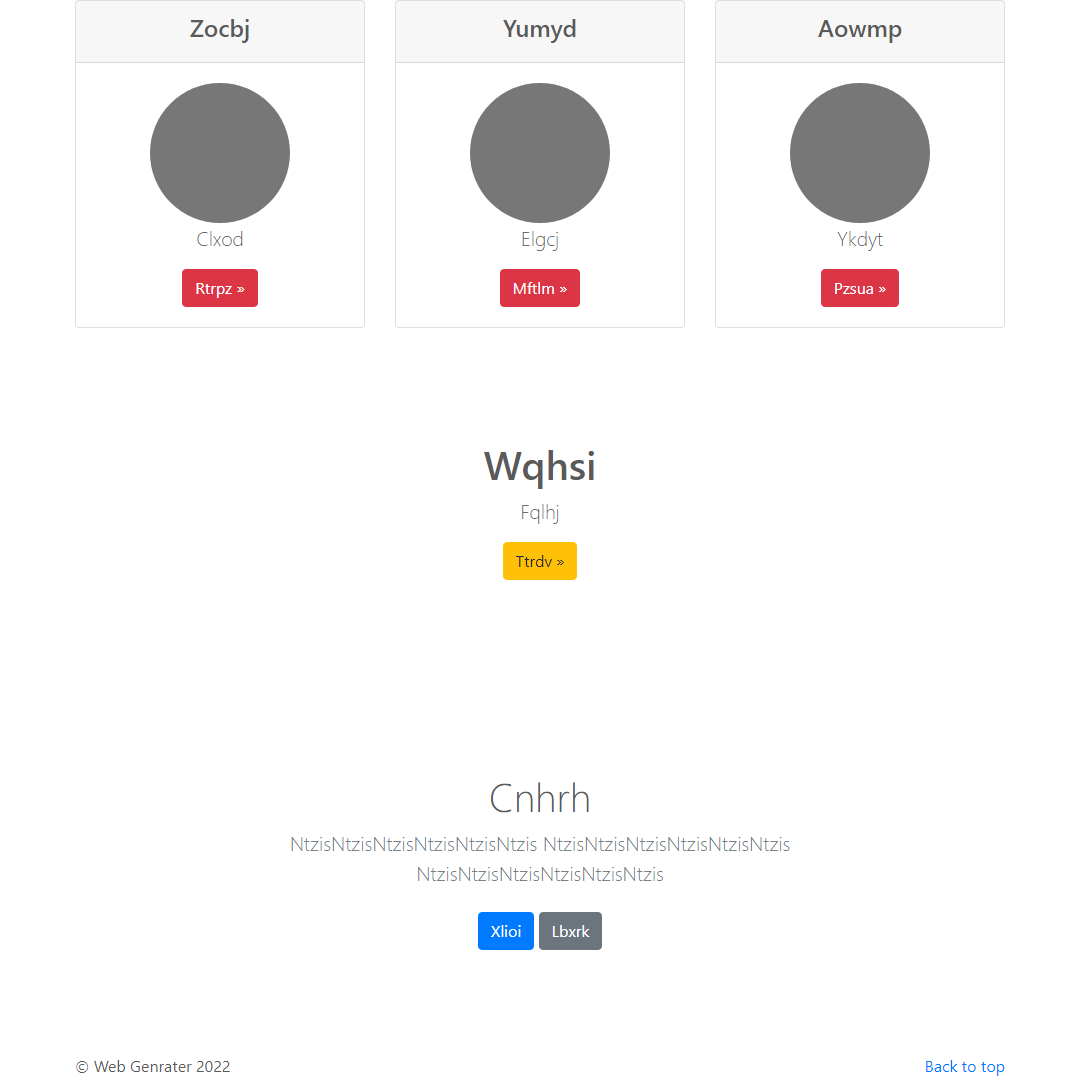 Zocbj
Yumyd
Aowmp
Clxod
Elgcj
Ykdyt
Rtrpz »
Mftlm »
Pzsua »
Wqhsi
Fqlhj
Ttrdv »
Cnhrh
NtzisNtzisNtzisNtzisNtzisNtzis NtzisNtzisNtzisNtzisNtzisNtzis
NtzisNtzisNtzisNtzisNtzisNtzis
Xlioi Lbxrk
© Web Genrater 2022
Back to top